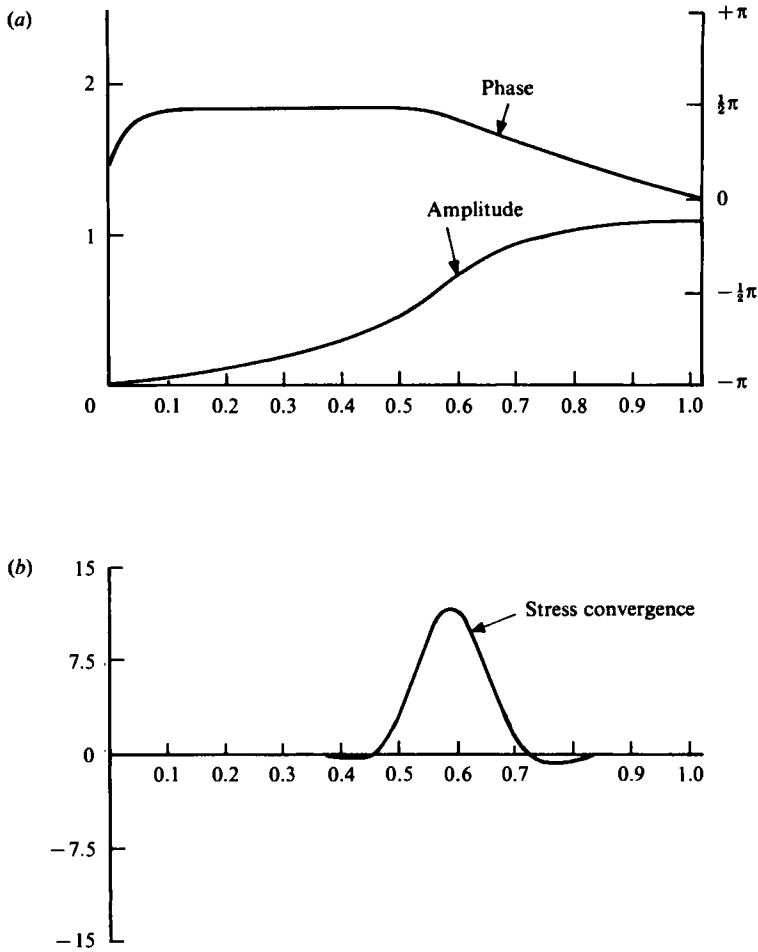 (a)
+π
2
Phase
½π
0
Amplitude
1
−½π
−π
0 0.1 0.2 0.3 0.4 0.5 0.6 0.7 0.8 0.9 1.0
(b)
15
Stress convergence
7.5
0
0.1 0.2 0.3 0.4 0.5 0.6 0.7 0.9 1.0
−7.5
−15